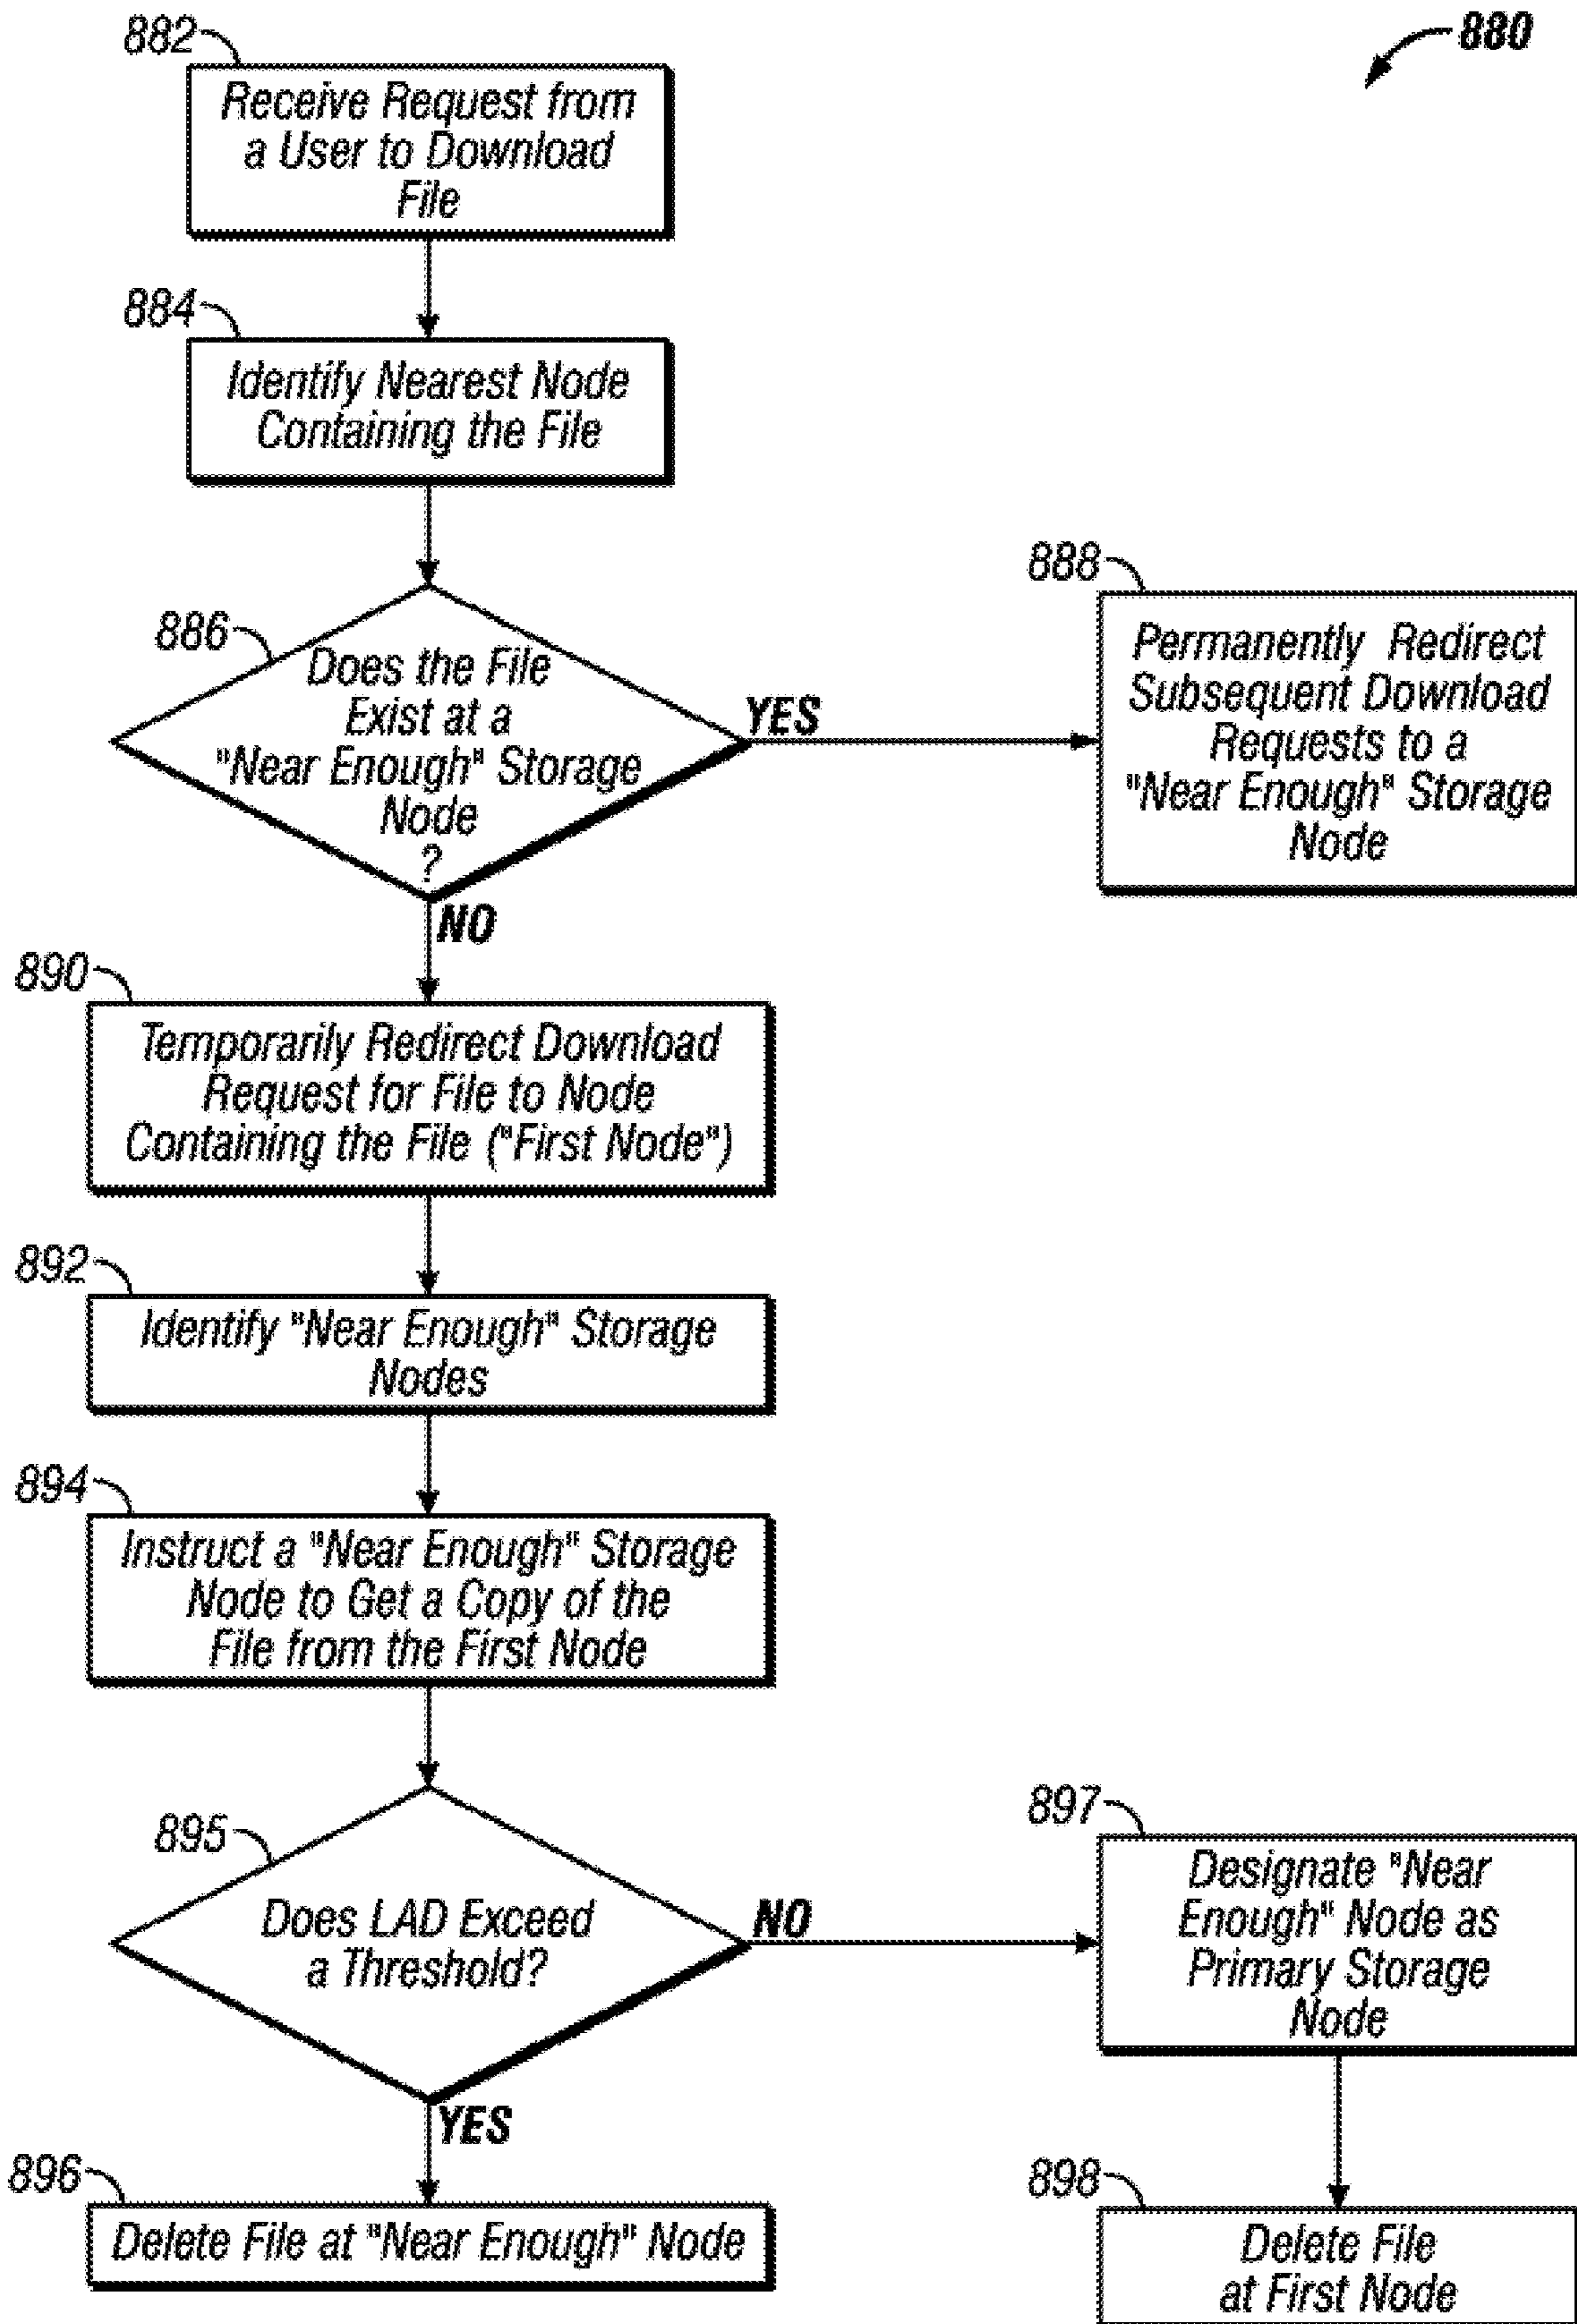 880
882
Receive Request from
a User to Download
File
884
Identify Nearest Node
Containing the File
886
Does the File
Exist at a
"Near Enough" Storage
Node
?
YES
888
Permanently Redirect
Subsequent Download
Requests to a
"Near Enough" Storage
Node
NO
890
Temporarily Redirect Download
Request for File to Node
Containing the File ("First Node")
892
Identify "Near Enough" Storage
Nodes
894
Instruct a "Near Enough" Storage
Node to Get a Copy of the
File from the First Node
895
Does LAD Exceed
a Threshold?
NO
897
Designate "Near
Enough" Node as
Primary Storage
Node
YES
896
Delete File at "Near Enough" Node
898
Delete File
at First Node